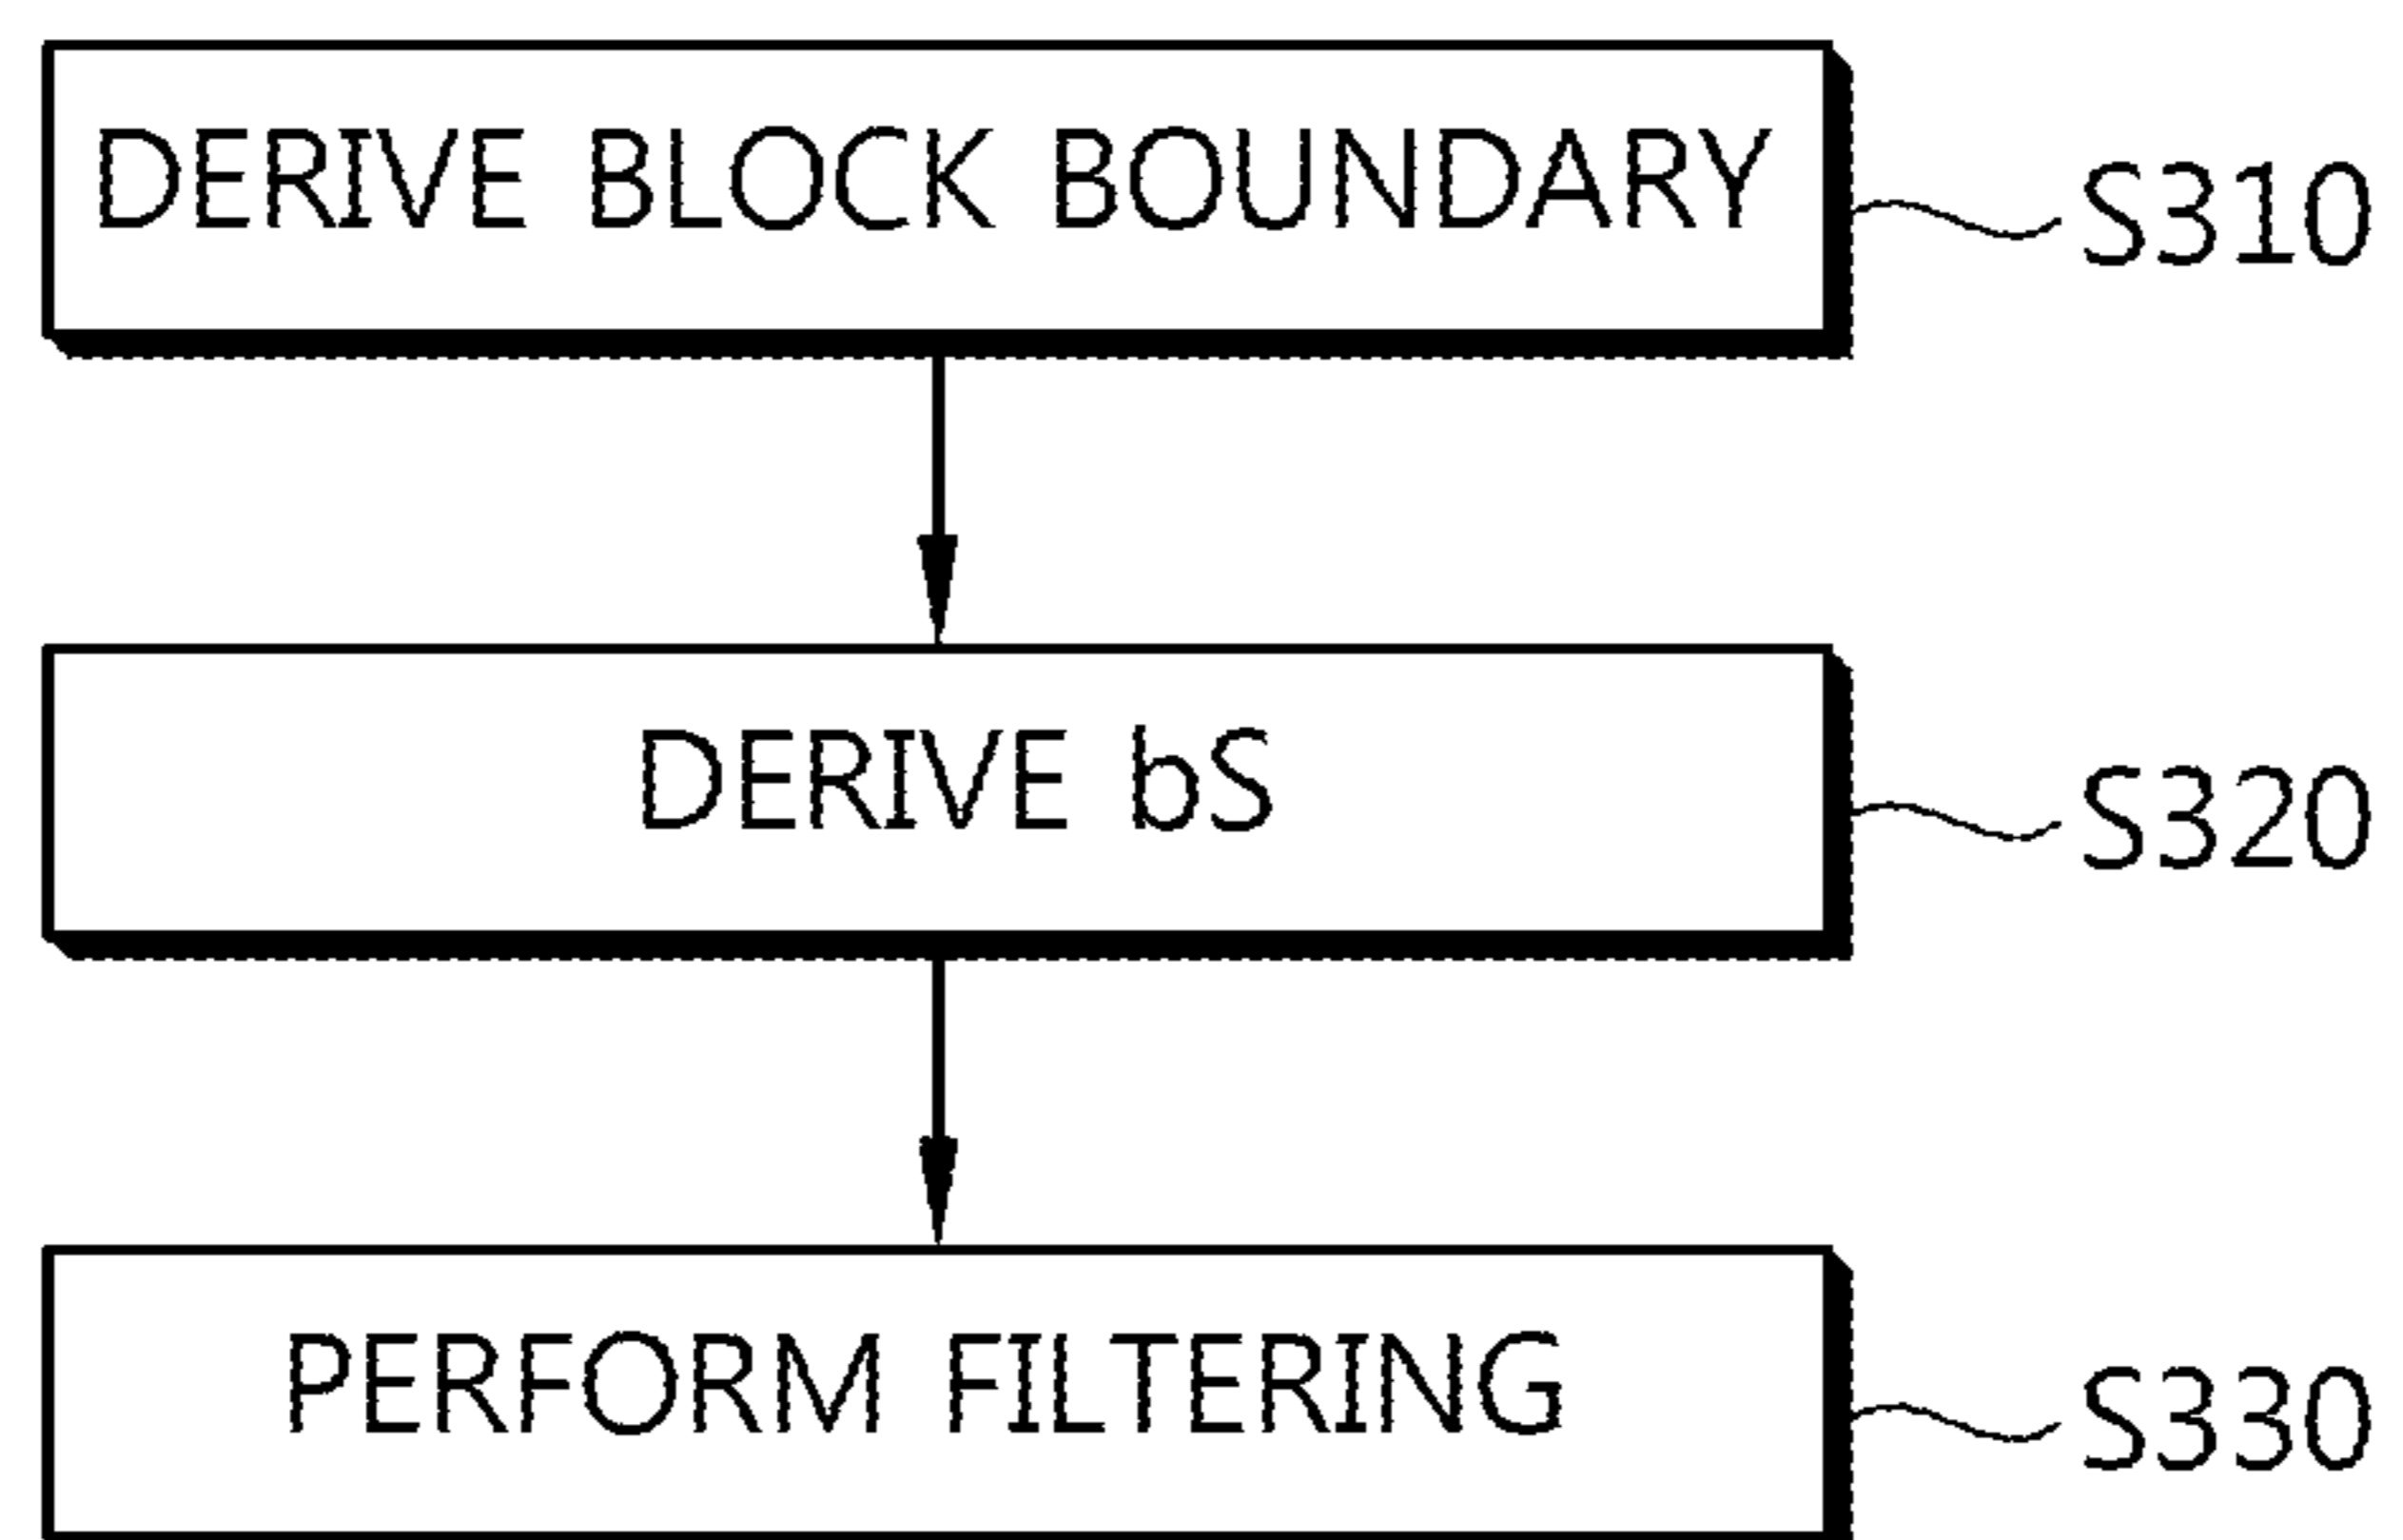 DERIVE BLOCK BOUNDARY
S310
DERIVE bS
S320
PERFORM FILTERING
S330